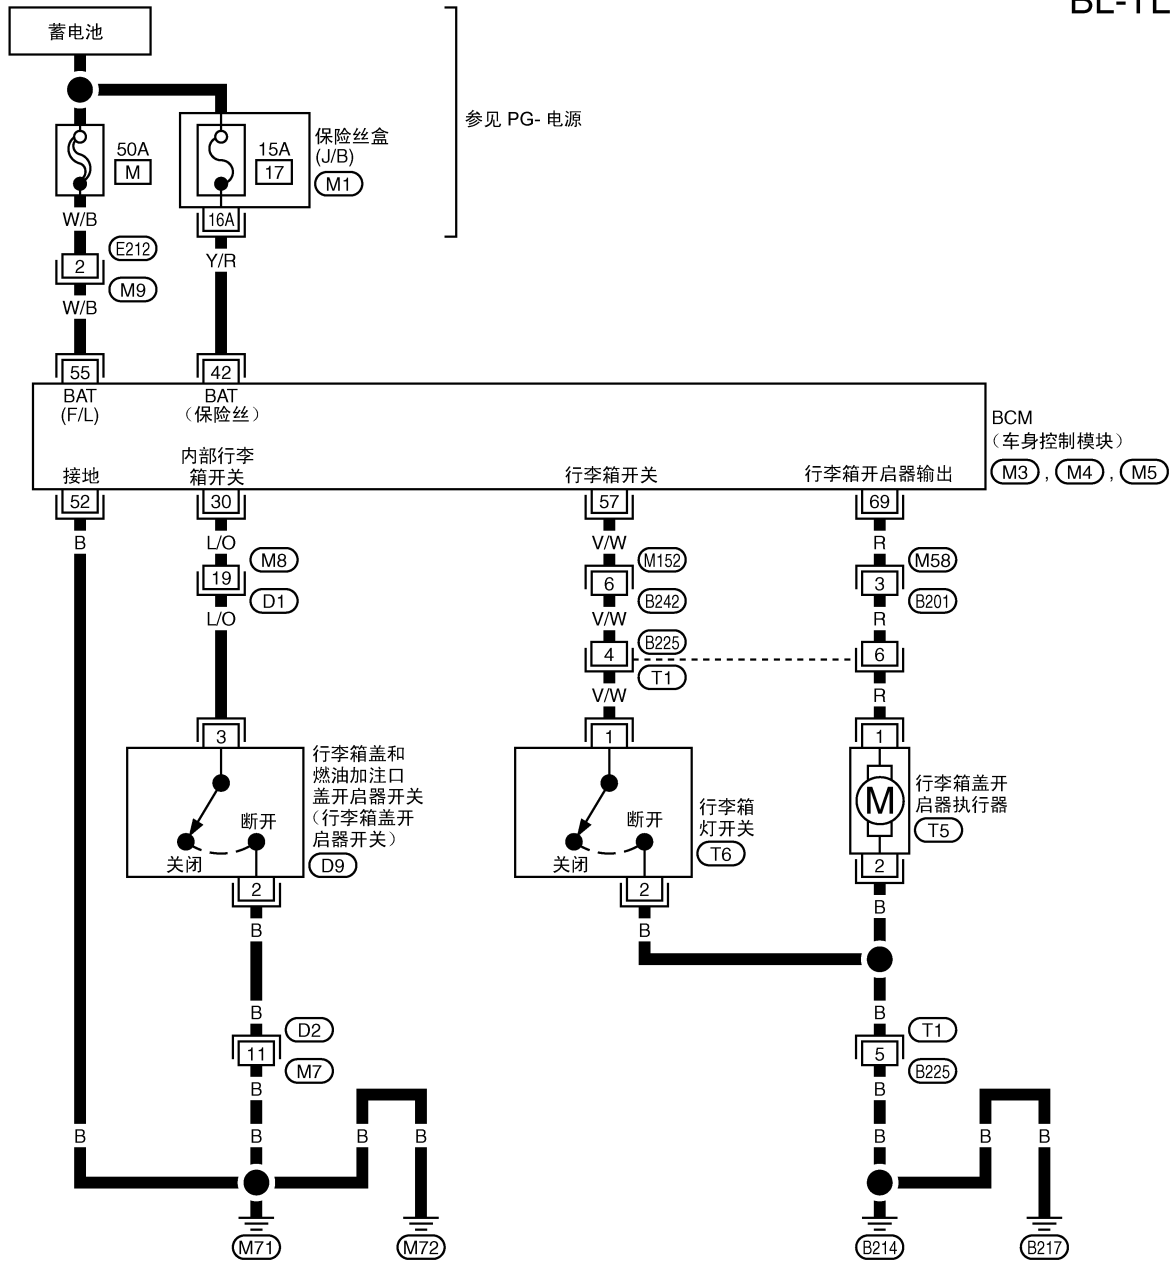 蓄电池
参见 PG- 电源
50A
M
15A
17
保险丝盒
(J/B)
M1
16A
W/B
Y/R
E212
2
M9
W/B
55
42
BAT
(F/L)
BAT
（保险丝）
BCM
（车身控制模块）
M3 , M4 , M5
接地
内部行李
箱开关
行李箱开关
行李箱开启器输出
52
30
57
69
B
L/O
V/W
R
M8
19
D1
M152
6
B242
M58
3
B201
L/O
V/W
R
B225
4
T1
6
V/W
R
3
1
1
行李箱盖和
燃油加注口
盖开启器开关
（行李箱盖开
启器开关）
D9
断开
关闭
行李箱
灯开关
T6
断开
关闭
M
行李箱盖开
启器执行器
T5
2
2
2
B
B
B
B
B
D2
11
M7
T1
5
B225
B
B
B
B
B
B
B
B
B
M71
M72
B214
B217